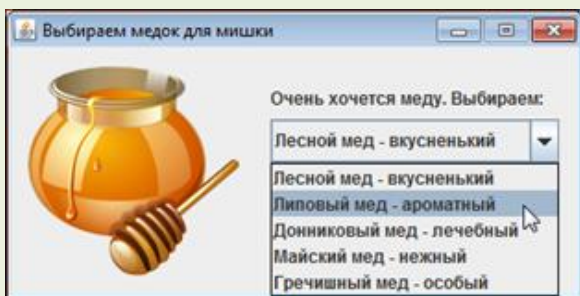 Выбираем медок для мишки
Очень хочется меду. Выбираем:
Лесной мед - вкусненький
Лесной мед - вкусненький
Липовый мед - ароматный
Донниковый мед - лечебный
Майский мед - нежный
Гречишный мед - особый